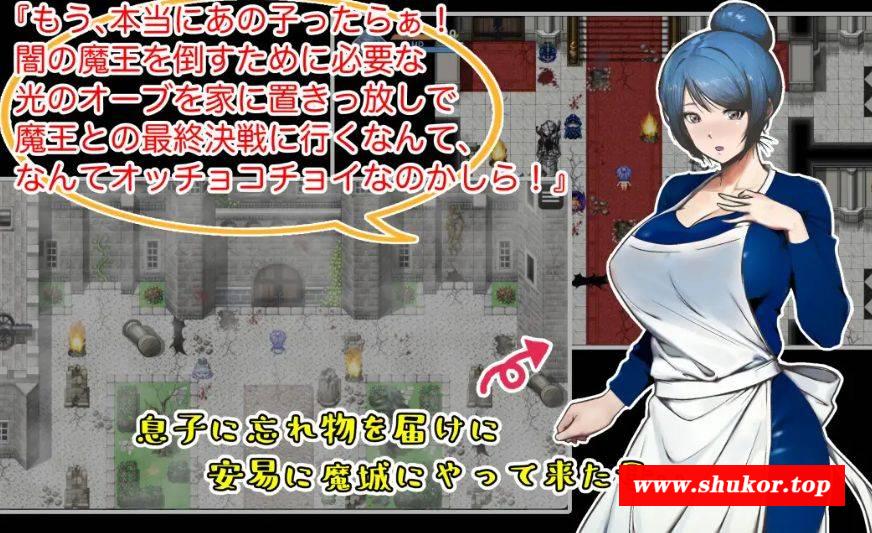 『もう、本当にあの子ったらぁ!
闇の魔王を倒すために必要な
光のオーブを家に置きっ放しで
魔王との最終決戦に行くなんて、
なんてオッチョコチョイなのかしら!』
息子に忘れ物を届けに
安易に魔城にやって来た
www.shukor.top